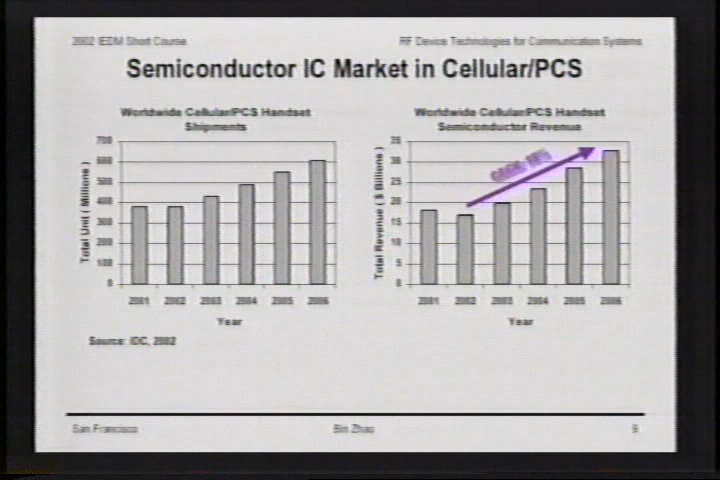 2002 IEDM Short Course
RF Device Technologies for Communication Systems
Semiconductor IC Market in Cellular/PCS
Worldwide Cellular/PCS Handset
Shipments
Total Unit ( Millions )
700
600
500
400
300
200
100
0
2001 2002 2003 2004 2005 2006
Year
Worldwide Cellular/PCS Handset
Semiconductor Revenue
Total Revenue ( $ Billions )
35
30
25
20
15
10
5
0
2001 2002 2003 2004 2005 2006
Year
Source: IDC, 2002
San Francisco
Bin Zhao
9